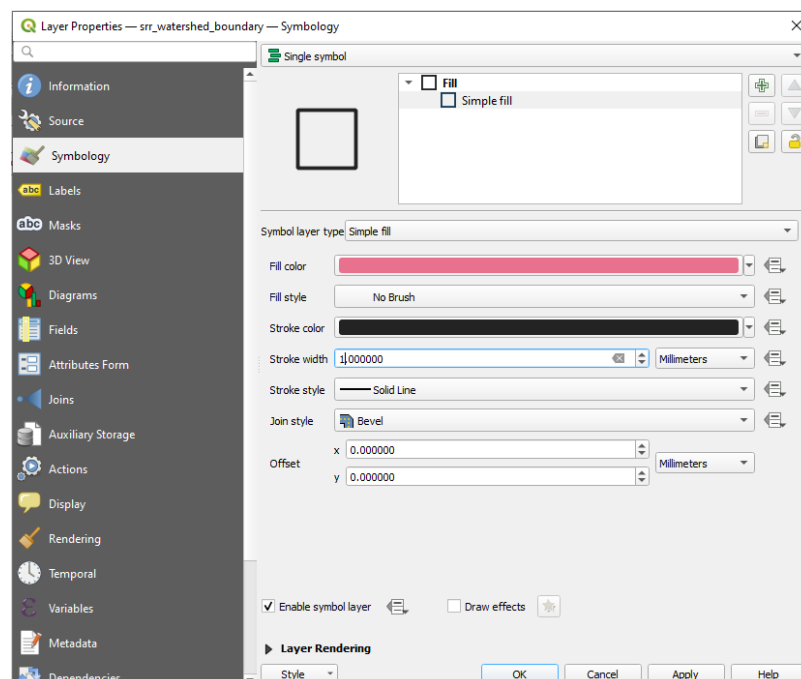 Layer Properties — srr_watershed_boundary — Symbology
Single symbol
Information
Source
Symbology
abc Labels
abc Masks
3D View
Diagrams
Fields
Attributes Form
Joins
Auxiliary Storage
Actions
Display
Rendering
Temporal
Variables
Metadata
Dependencies
Fill
Simple fill
Symbol layer type Simple fill
Fill color
Fill style No Brush
Stroke color
Stroke width 1.000000 Millimeters
Stroke style Solid Line
Join style Bevel
Offset
x 0.000000
y 0.000000
Millimeters
Enable symbol layer Draw effects
Layer Rendering
Style OK Cancel Apply Help